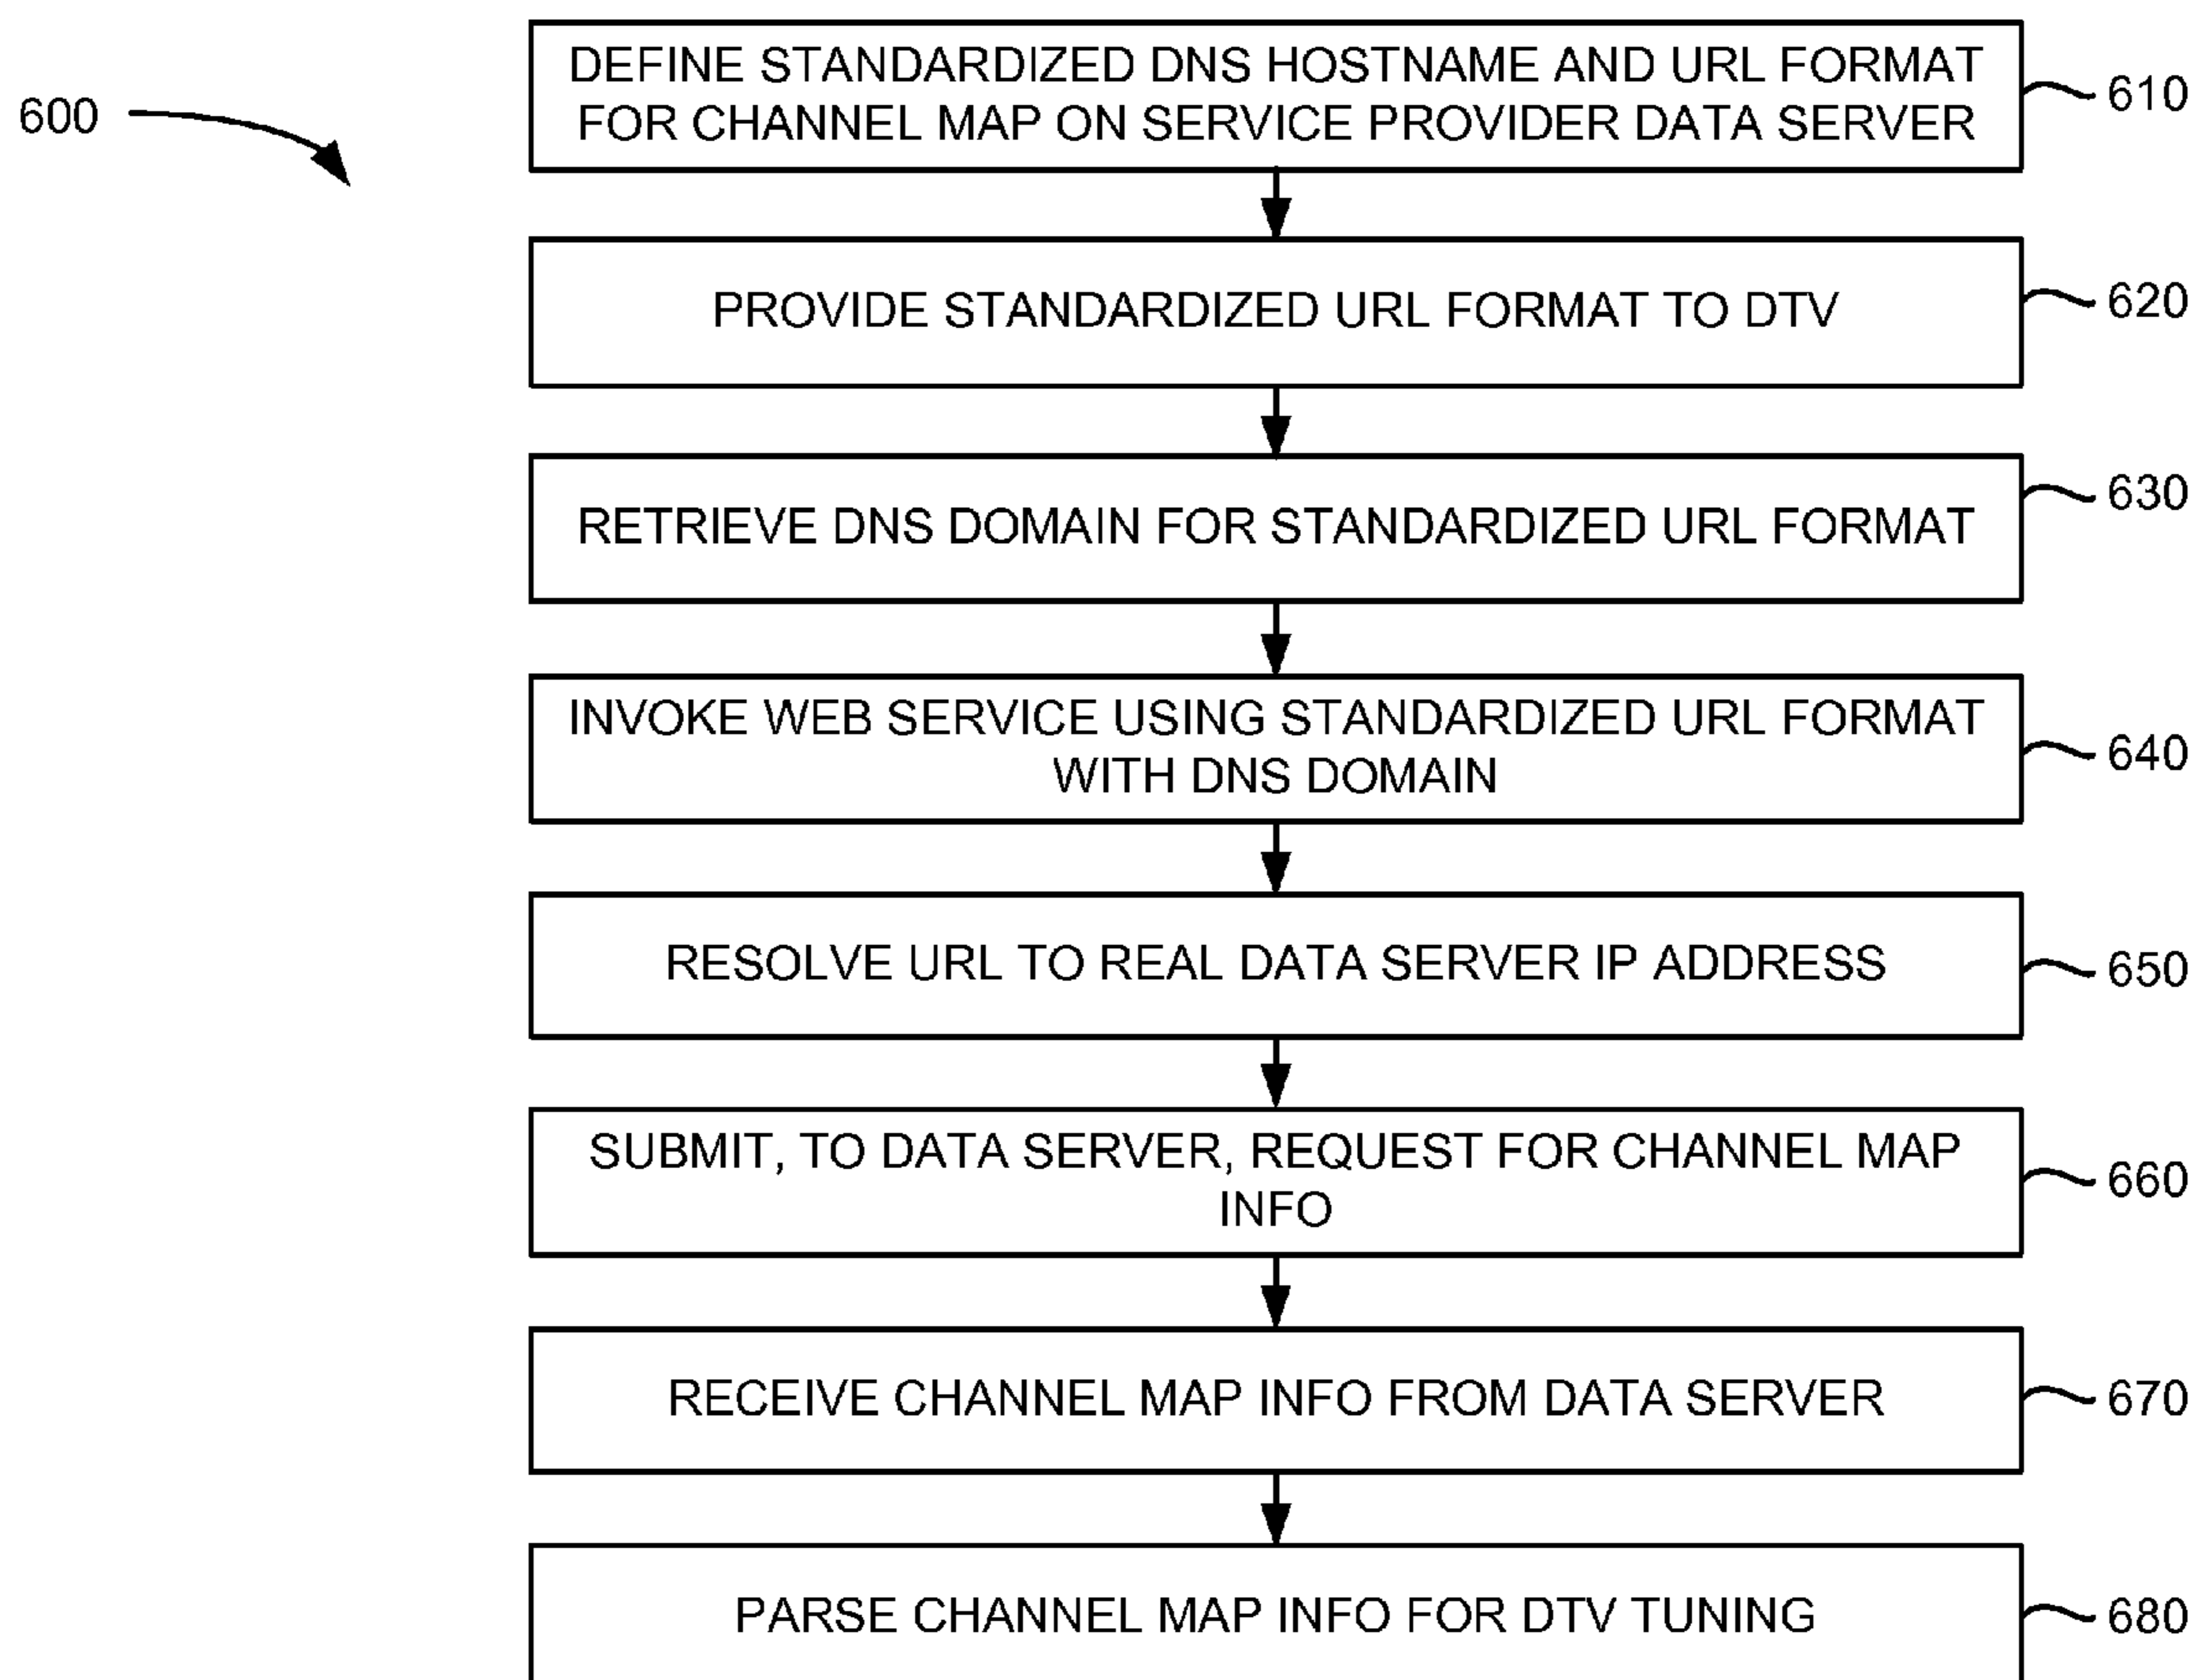 600
DEFINE STANDARDIZED DNS HOSTNAME AND URL FORMAT
FOR CHANNEL MAP ON SERVICE PROVIDER DATA SERVER
610
PROVIDE STANDARDIZED URL FORMAT TO DTV
620
RETRIEVE DNS DOMAIN FOR STANDARDIZED URL FORMAT
630
INVOKE WEB SERVICE USING STANDARDIZED URL FORMAT
WITH DNS DOMAIN
640
RESOLVE URL TO REAL DATA SERVER IP ADDRESS
650
SUBMIT, TO DATA SERVER, REQUEST FOR CHANNEL MAP
INFO
660
RECEIVE CHANNEL MAP INFO FROM DATA SERVER
670
PARSE CHANNEL MAP INFO FOR DTV TUNING
680